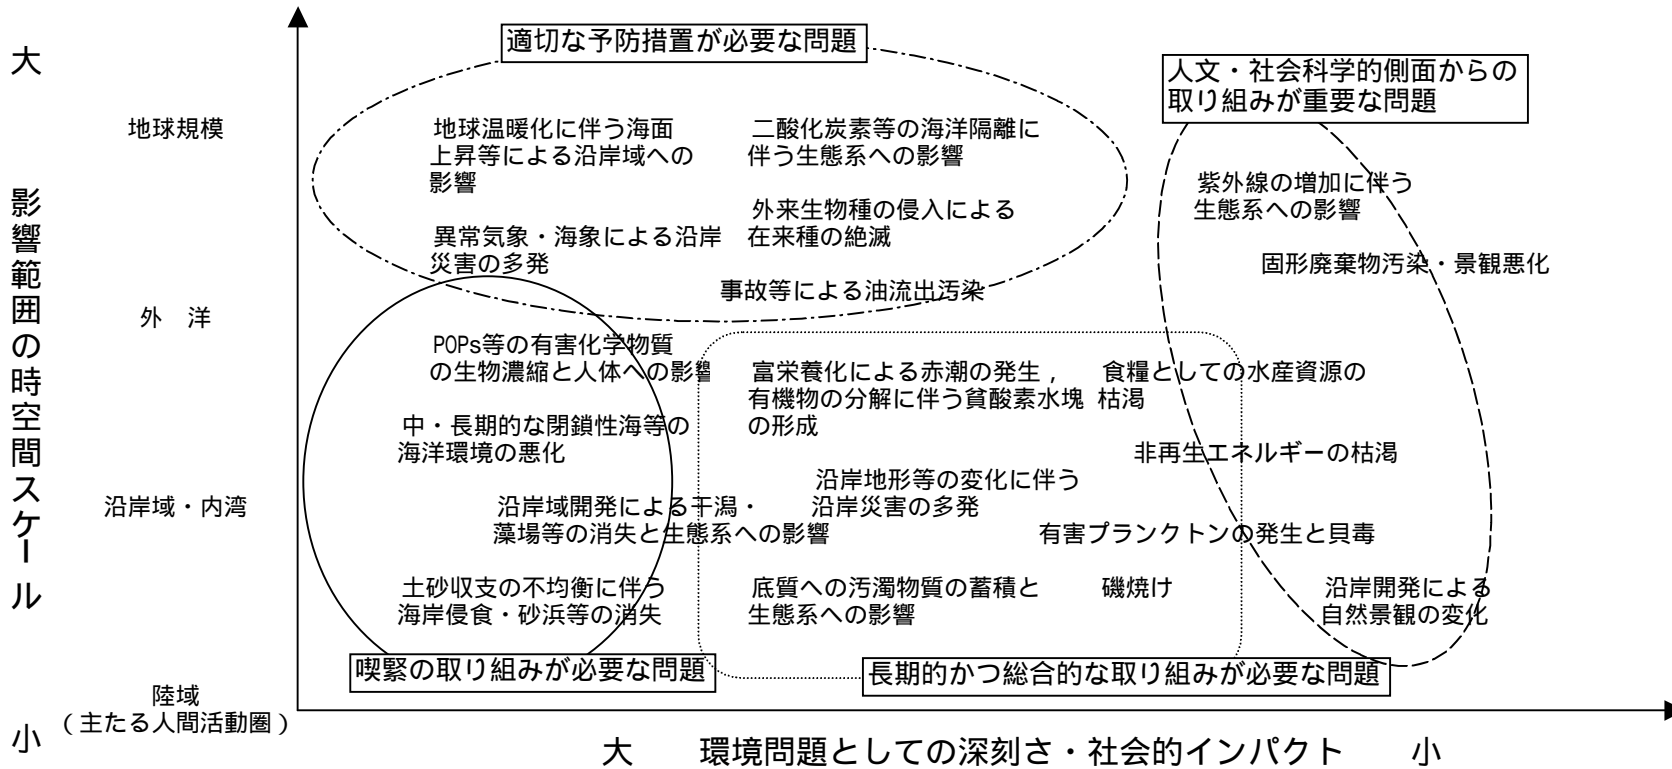 大
影響範囲の時空間スケール
小
地球規模
外　洋
沿岸域・内湾
陸域
（主たる人間活動圏）
適切な予防措置が必要な問題
地球温暖化に伴う海面
上昇等による沿岸域への
影響
二酸化炭素等の海洋隔離に
伴う生態系への影響
外来生物種の侵入による
在来種の絶滅
異常気象・海象による沿岸
災害の多発
事故等による油流出汚染
人文・社会科学的側面からの
取り組みが重要な問題
紫外線の増加に伴う
生態系への影響
固形廃棄物汚染・景観悪化
POPs等の有害化学物質
の生物濃縮と人体への影響
富栄養化による赤潮の発生，
有機物の分解に伴う貧酸素水塊
の形成
食糧としての水産資源の
枯渇
中・長期的な閉鎖性海等の
海洋環境の悪化
非再生エネルギーの枯渇
沿岸地形等の変化に伴う
沿岸災害の多発
沿岸域開発による干潟・
藻場等の消失と生態系への影響
有害プランクトンの発生と貝毒
土砂収支の不均衡に伴う
海岸侵食・砂浜等の消失
底質への汚濁物質の蓄積と
生態系への影響
磯焼け
沿岸開発による
自然景観の変化
喫緊の取り組みが必要な問題
長期的かつ総合的な取り組みが必要な問題
大　環境問題としての深刻さ・社会的インパクト　小